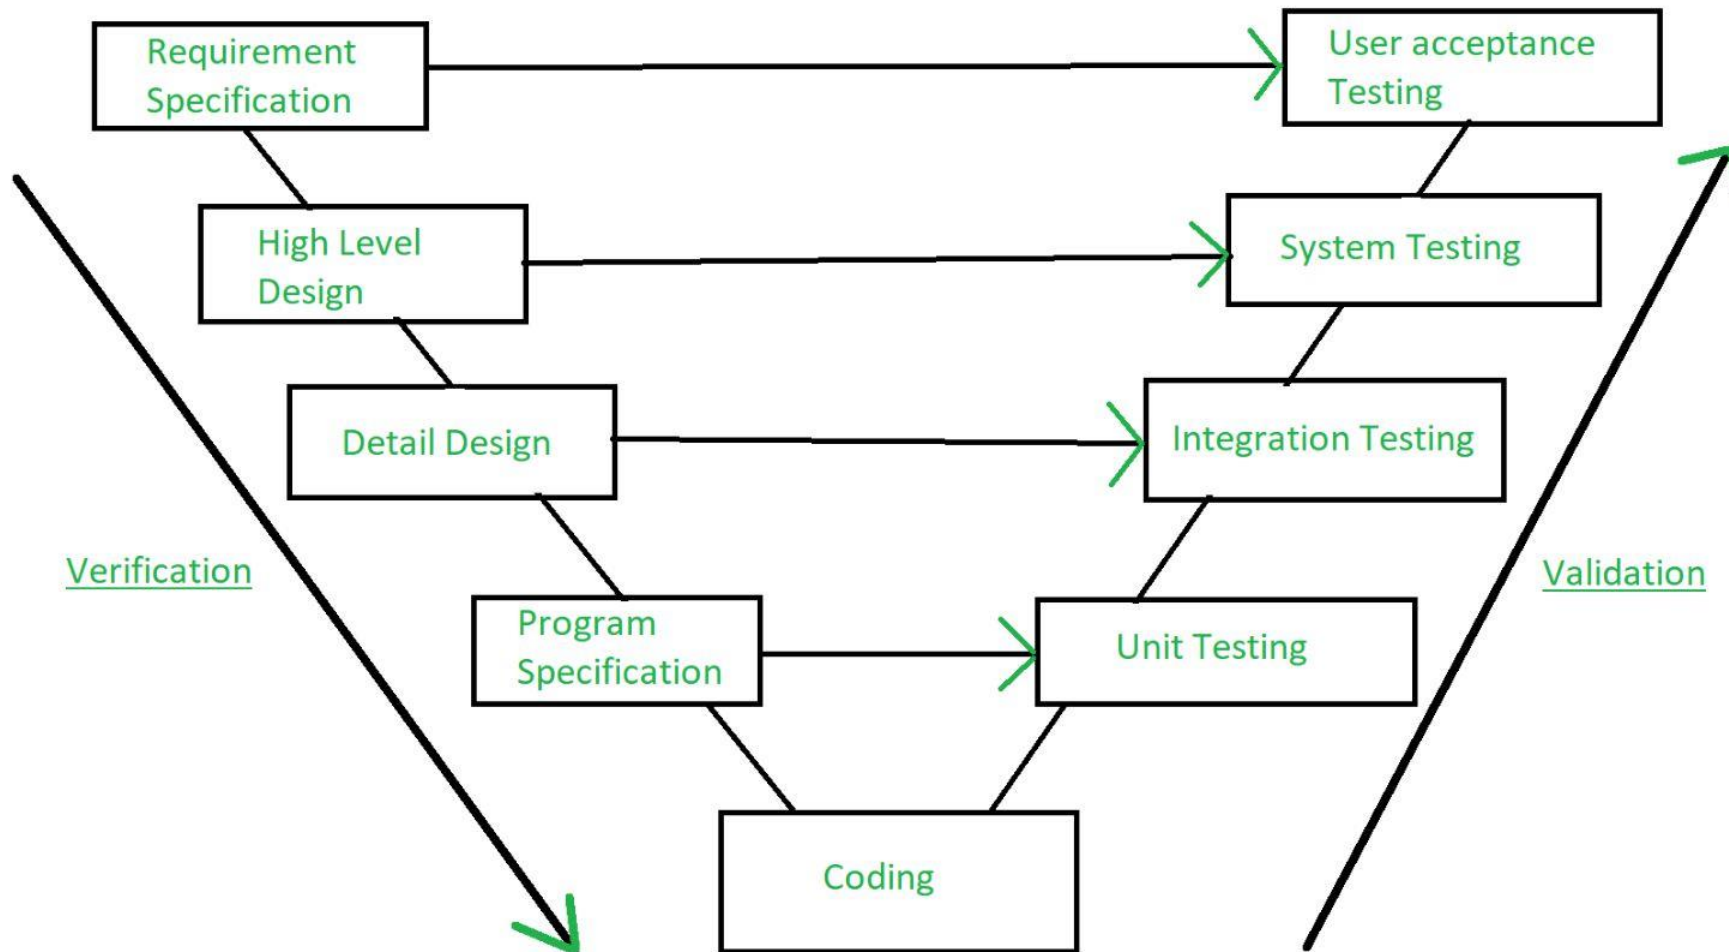 Requirement
Specification
User acceptance
Testing
High Level
Design
System Testing
Detail Design
Integration Testing
Verification
Validation
Program
Specification
Unit Testing
Coding